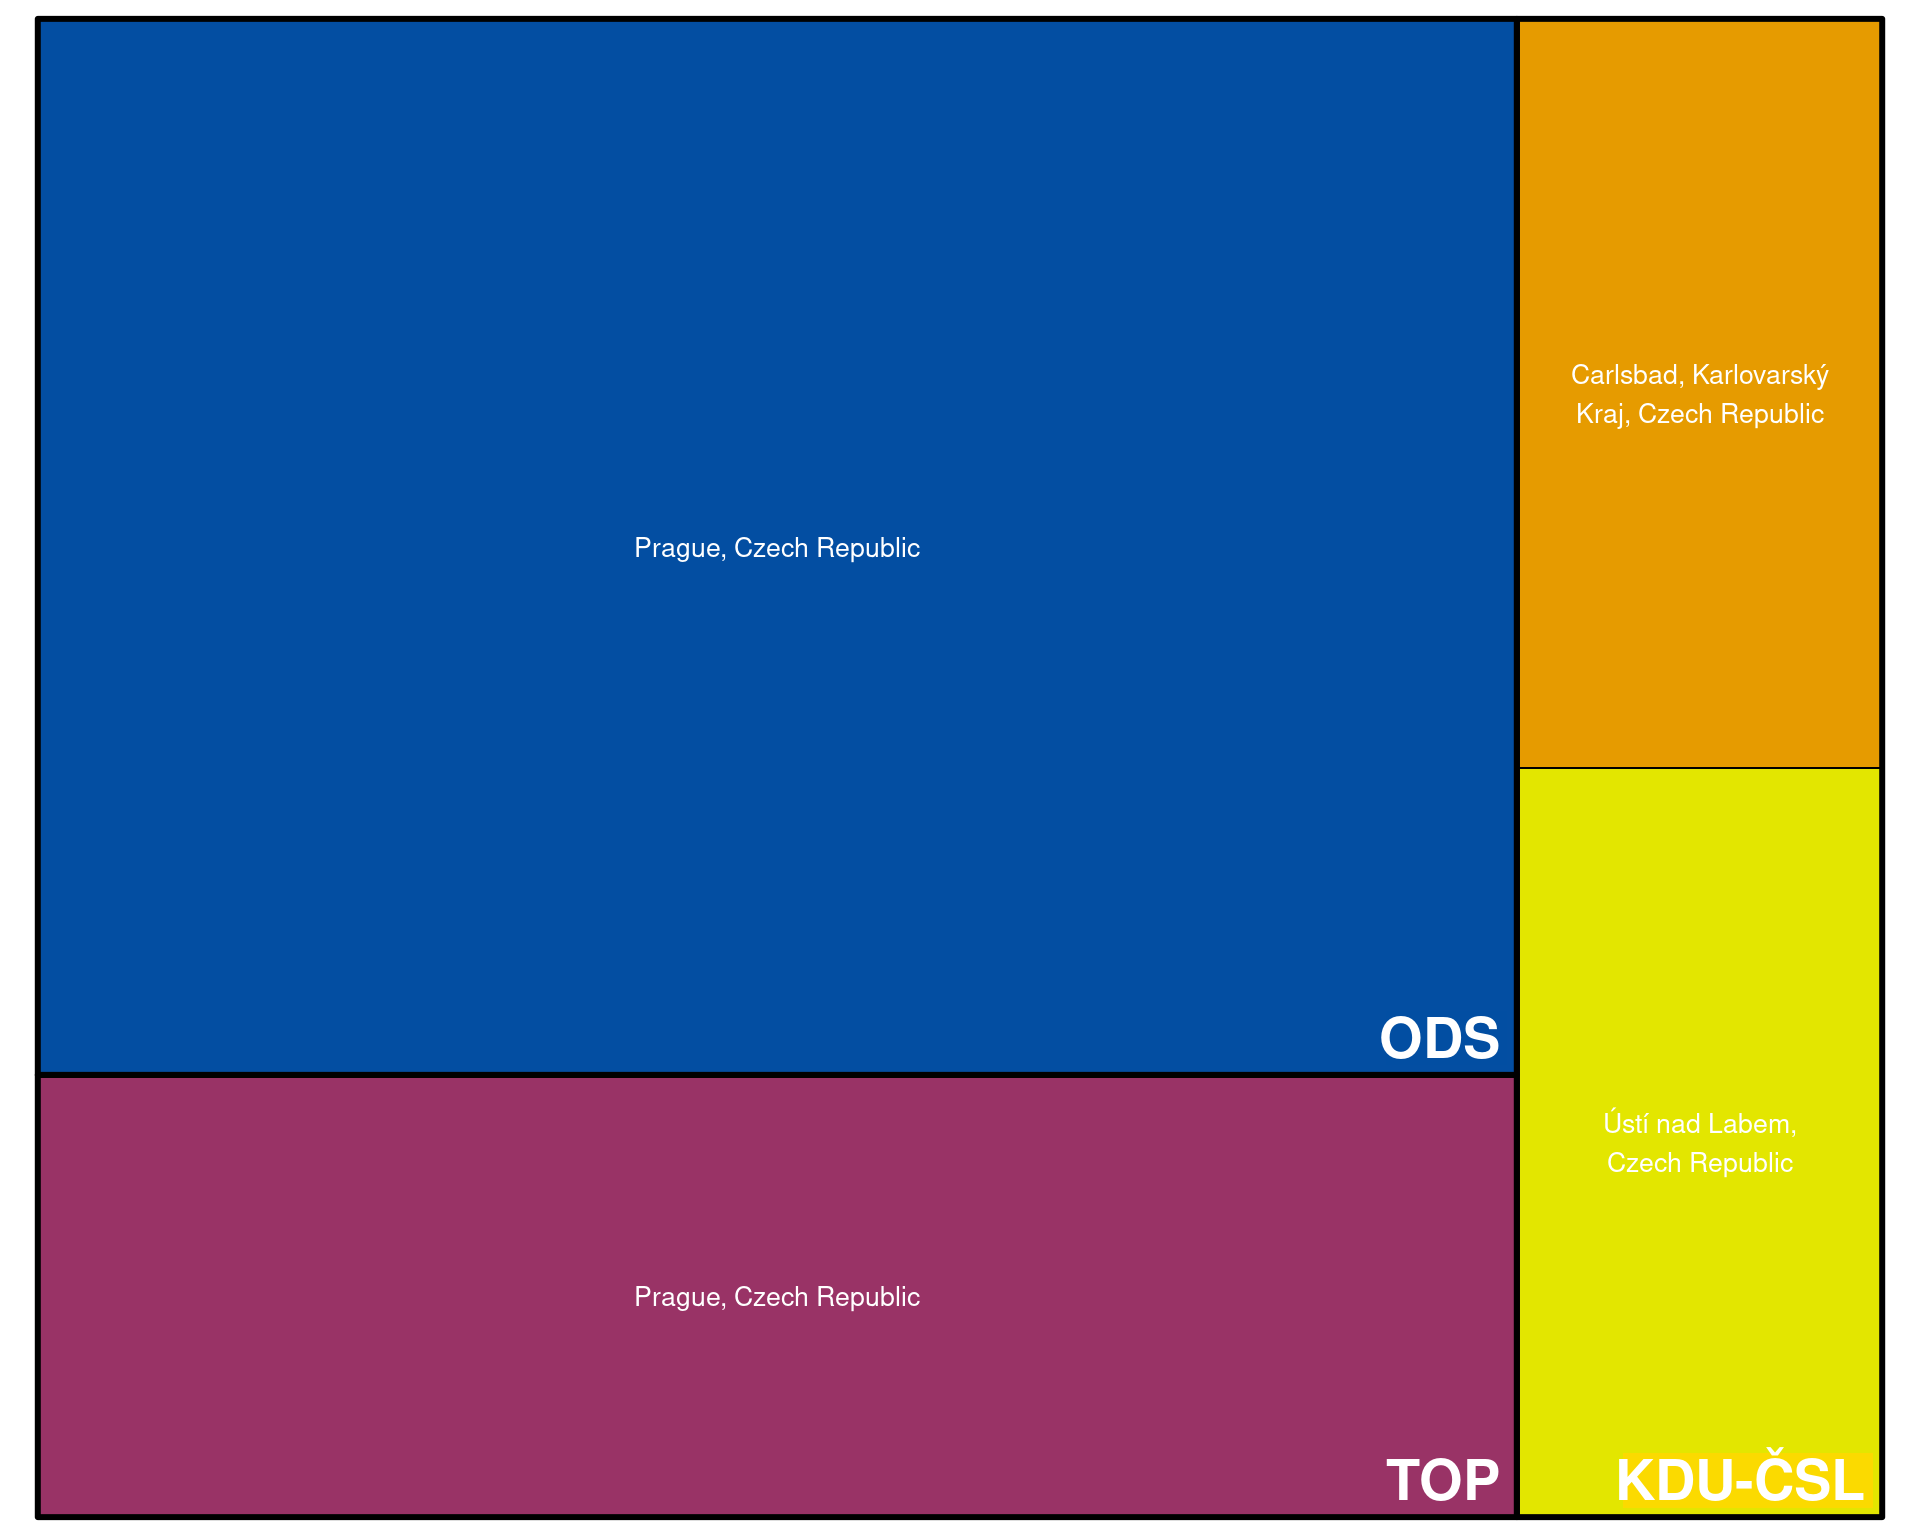 Prague, Czech Republic
ODS
Prague, Czech Republic
TOP
Carlsbad, Karlovarský
Kraj, Czech Republic
Ústí nad Labem,
Czech Republic
KDU-ČSL